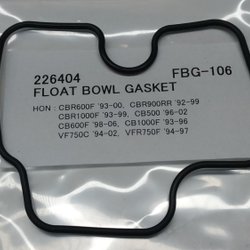 226404 FBG-106
FLOAT BOWL GASKET
HON : CBR600F '93-00, CBR900RR '92-99
CBR1000F '93-99, CB500 '96-02
CB600F '98-06, CB1000F '93-96
VF750C '94-02, VFR750F '94-97